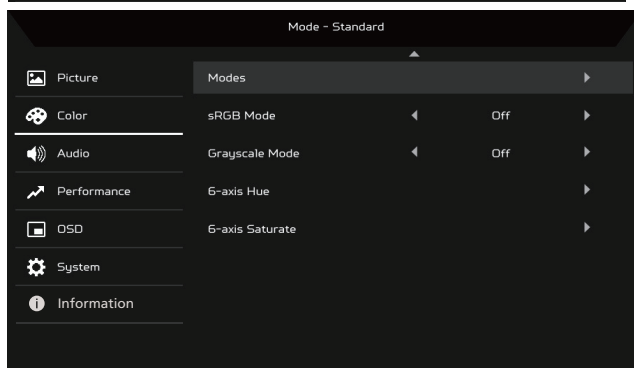 Mode - Standard
Picture
Modes
Color
sRGB Mode Off
Audio
Grayscale Mode Off
Performance
6-axis Hue
OSD
6-axis Saturate
System
Information